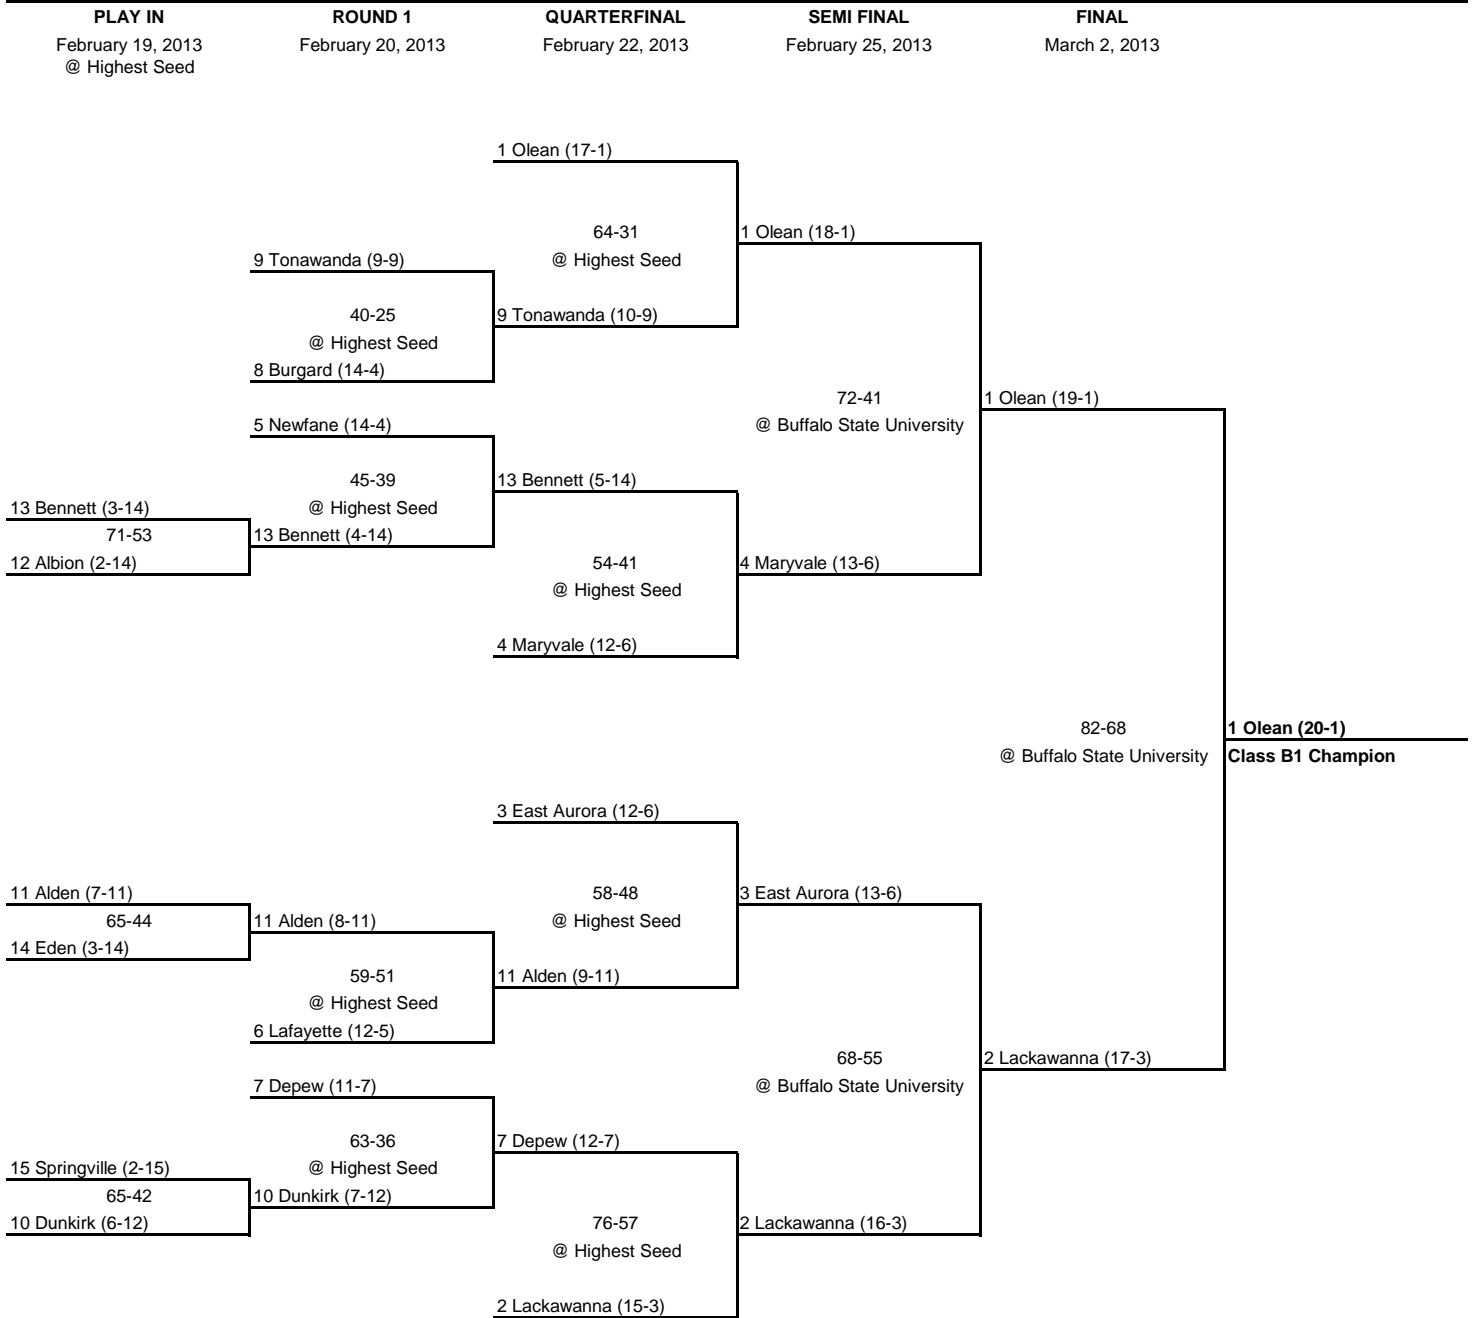 PLAY IN
February 19, 2013
@ Highest Seed
ROUND 1
February 20, 2013
QUARTERFINAL
February 22, 2013
SEMI FINAL
February 25, 2013
FINAL
March 2, 2013
1 Olean (17-1)
64-31
@ Highest Seed
1 Olean (18-1)
9 Tonawanda (9-9)
40-25
@ Highest Seed
9 Tonawanda (10-9)
8 Burgard (14-4)
72-41
@ Buffalo State University
1 Olean (19-1)
5 Newfane (14-4)
45-39
@ Highest Seed
13 Bennett (5-14)
13 Bennett (3-14)
71-53
13 Bennett (4-14)
12 Albion (2-14)
54-41
@ Highest Seed
4 Maryvale (13-6)
4 Maryvale (12-6)
82-68
@ Buffalo State University
1 Olean (20-1)
Class B1 Champion
3 East Aurora (12-6)
11 Alden (7-11)
65-44
11 Alden (8-11)
14 Eden (3-14)
58-48
@ Highest Seed
3 East Aurora (13-6)
59-51
@ Highest Seed
11 Alden (9-11)
6 Lafayette (12-5)
68-55
@ Buffalo State University
2 Lackawanna (17-3)
7 Depew (11-7)
63-36
@ Highest Seed
7 Depew (12-7)
15 Springville (2-15)
65-42
10 Dunkirk (7-12)
10 Dunkirk (6-12)
76-57
@ Highest Seed
2 Lackawanna (16-3)
2 Lackawanna (15-3)